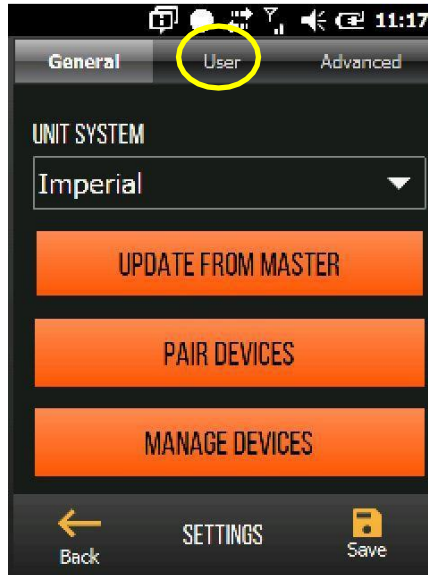 11:17
General User Advanced
UNIT SYSTEM
Imperial
UPDATE FROM MASTER
PAIR DEVICES
MANAGE DEVICES
Back SETTINGS Save